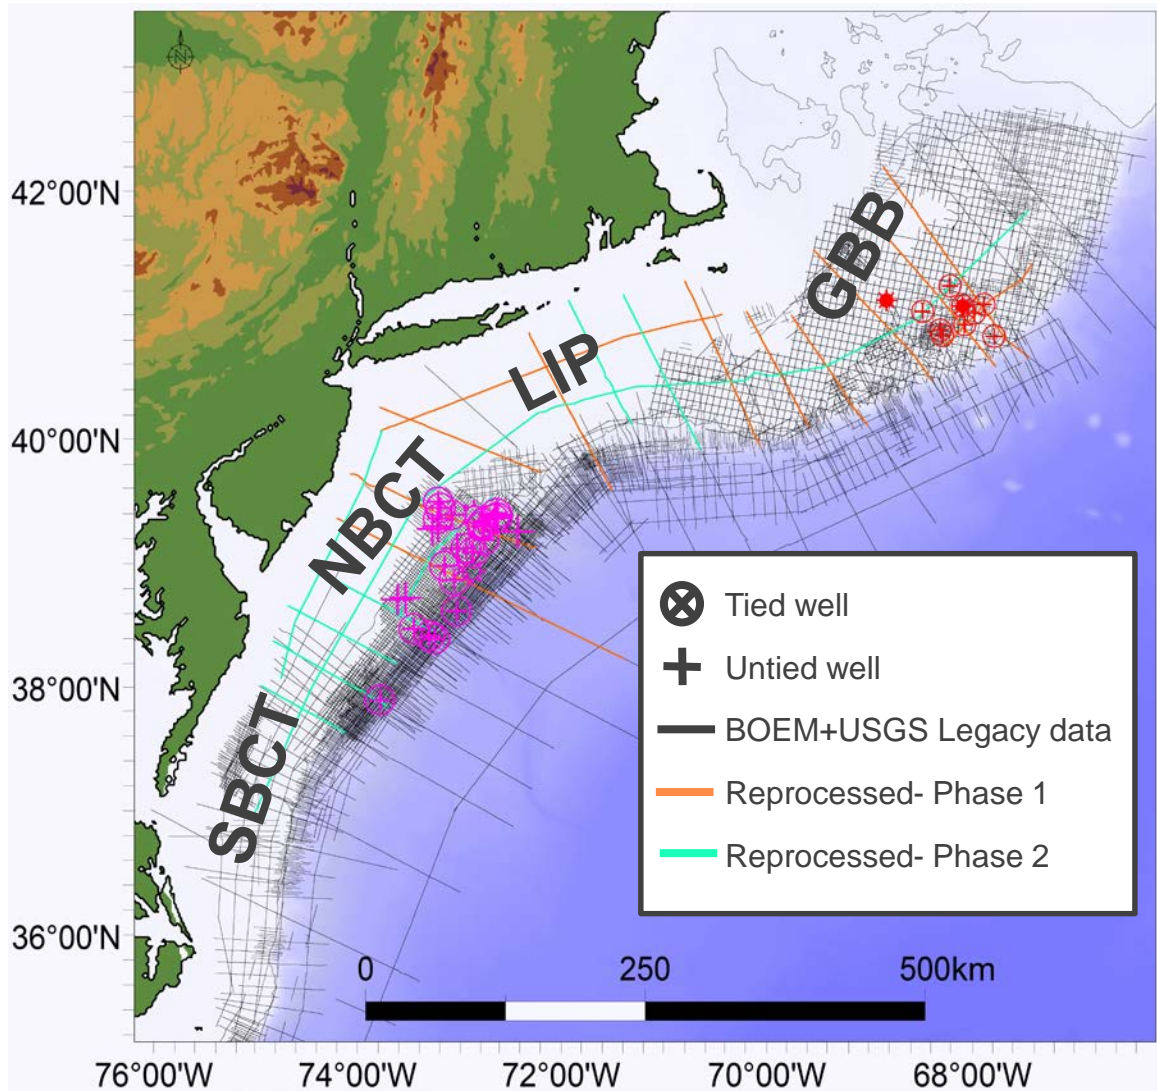 N
42°00'N
40°00'N
38°00'N
36°00'N
GBB
LIP
NBCT
SBCT
Tied well
Untied well
BOEM+USGS Legacy data
Reprocessed- Phase 1
Reprocessed- Phase 2
0 250 500km
76°00'W 74°00'W 72°00'W 70°00'W 68°00'W